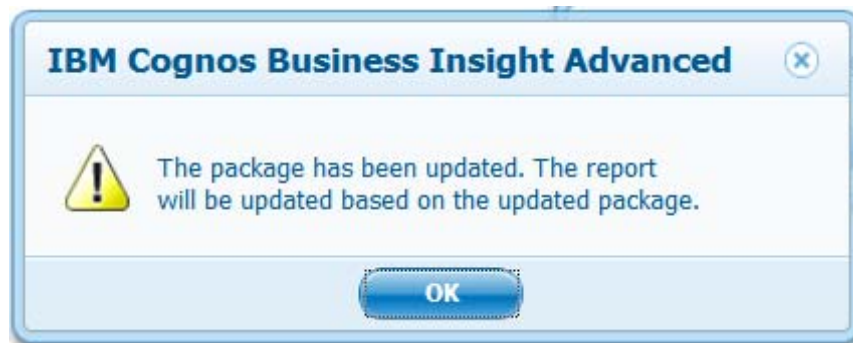 IBM Cognos Business Insight Advanced
The package has been updated. The report
will be updated based on the updated package.
OK